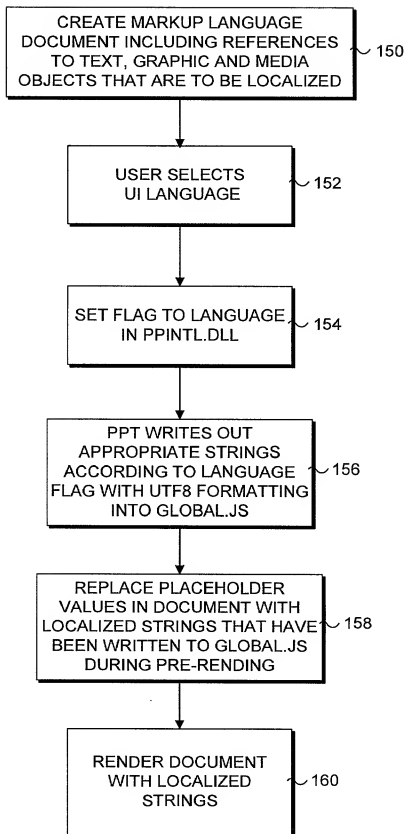 CREATE MARKUP LANGUAGE
DOCUMENT INCLUDING REFERENCES
TO TEXT, GRAPHIC AND MEDIA
OBJECTS THAT ARE TO BE LOCALIZED
150
USER SELECTS
UI LANGUAGE
152
SET FLAG TO LANGUAGE
IN PPINTL.DLL
154
PPT WRITES OUT
APPROPRIATE STRINGS
ACCORDING TO LANGUAGE
FLAG WITH UTF8 FORMATTING
INTO GLOBAL.JS
156
REPLACE PLACEHOLDER
VALUES IN DOCUMENT WITH
LOCALIZED STRINGS THAT HAVE
BEEN WRITTEN TO GLOBAL.JS
DURING PRE-RENDING
158
RENDER DOCUMENT
WITH LOCALIZED
STRINGS
160